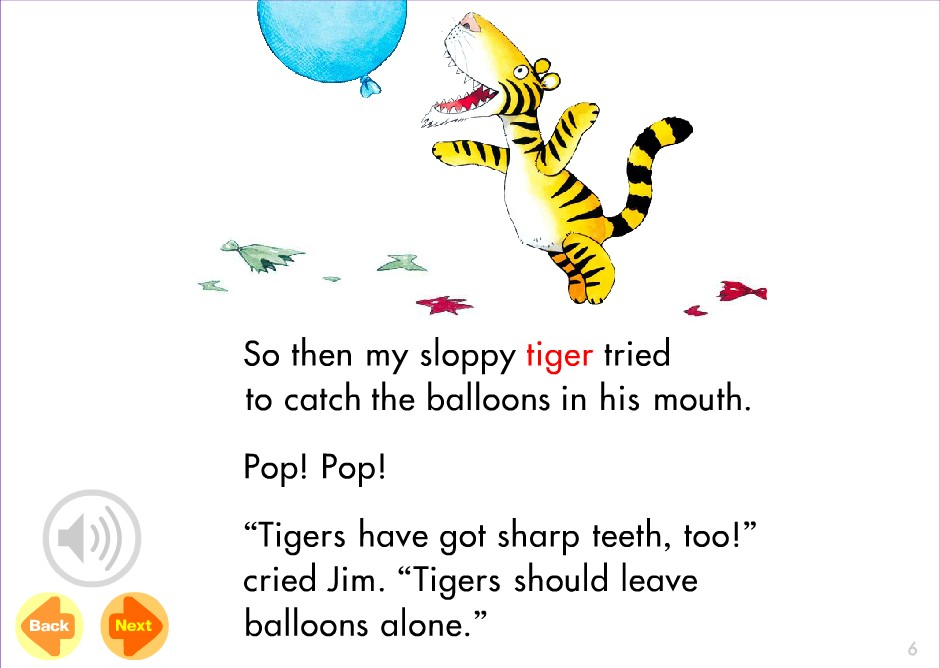 So then my sloppy tiger tried
to catch the balloons in his mouth.
Pop! Pop!
“Tigers have got sharp teeth, too!”
cried Jim. “Tigers should leave
balloons alone.”
Back
Next
6